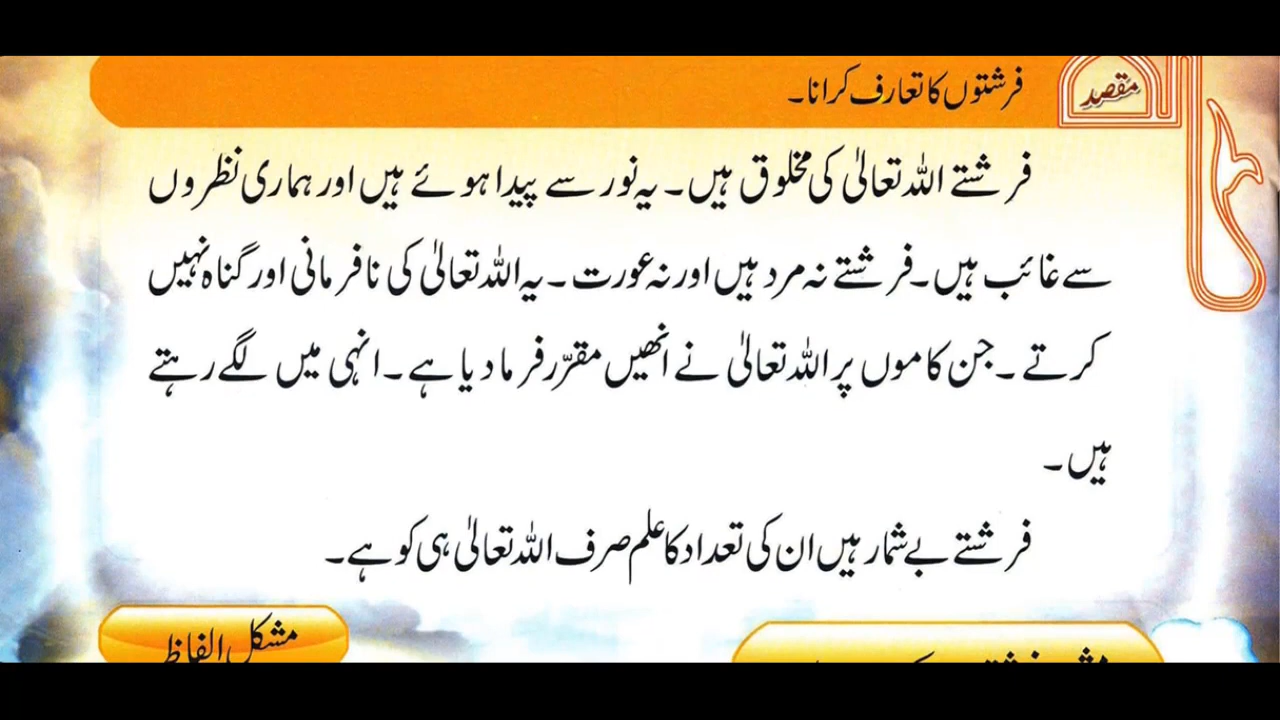 مقصد
فرشتوں کا تعارف کرانا۔
فرشتے اللہ تعالیٰ کی مخلوق ہیں۔ یہ نور سے پیدا ہوئے ہیں اور ہماری نظروں
سے غائب ہیں۔ فرشتے نہ مرد ہیں اور نہ عورت۔ یہ اللہ تعالیٰ کی نافرمانی اور گناہ نہیں
کرتے۔ جن کاموں پر اللہ تعالیٰ نے انھیں مقرّر فرما دیا ہے۔ انہی میں لگے رہتے
ہیں۔
فرشتے بے شمار ہیں ان کی تعداد کا علم صرف اللہ تعالیٰ ہی کو ہے۔
مشکل الفاظ